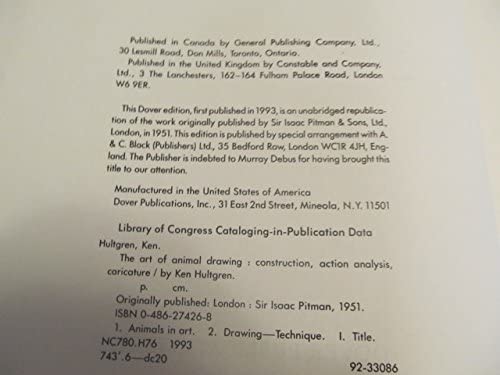 Published in Canada by General Publishing Company, Ltd.,
30 Lesmill Road, Don Mills, Toronto, Ontario.
Published in the United Kingdom by Constable and Company,
Ltd., 3 The Lanchesters, 162–164 Fulham Palace Road, London
W6 9ER.
This Dover edition, first published in 1993, is an unabridged republica-
tion of the work originally published by Sir Isaac Pitman & Sons, Ltd.,
London, in 1951. This edition is published by special arrangement with A.
& C. Black (Publishers) Ltd., 35 Bedford Row, London WC1R 4JH, Eng-
land. The Publisher is indebted to Murray Debus for having brought this
title to our attention.
Manufactured in the United States of America
Dover Publications, Inc., 31 East 2nd Street, Mineola, N.Y. 11501
Library of Congress Cataloging-in-Publication Data
Hultgren, Ken.
The art of animal drawing : construction, action analysis,
caricature / by Ken Hultgren.
p. cm.
Originally published: London : Sir Isaac Pitman, 1951.
ISBN 0-486-27426-8
1. Animals in art. 2. Drawing—Technique. I. Title.
NC780.H76 1993
743'.6—dc20
92-33086